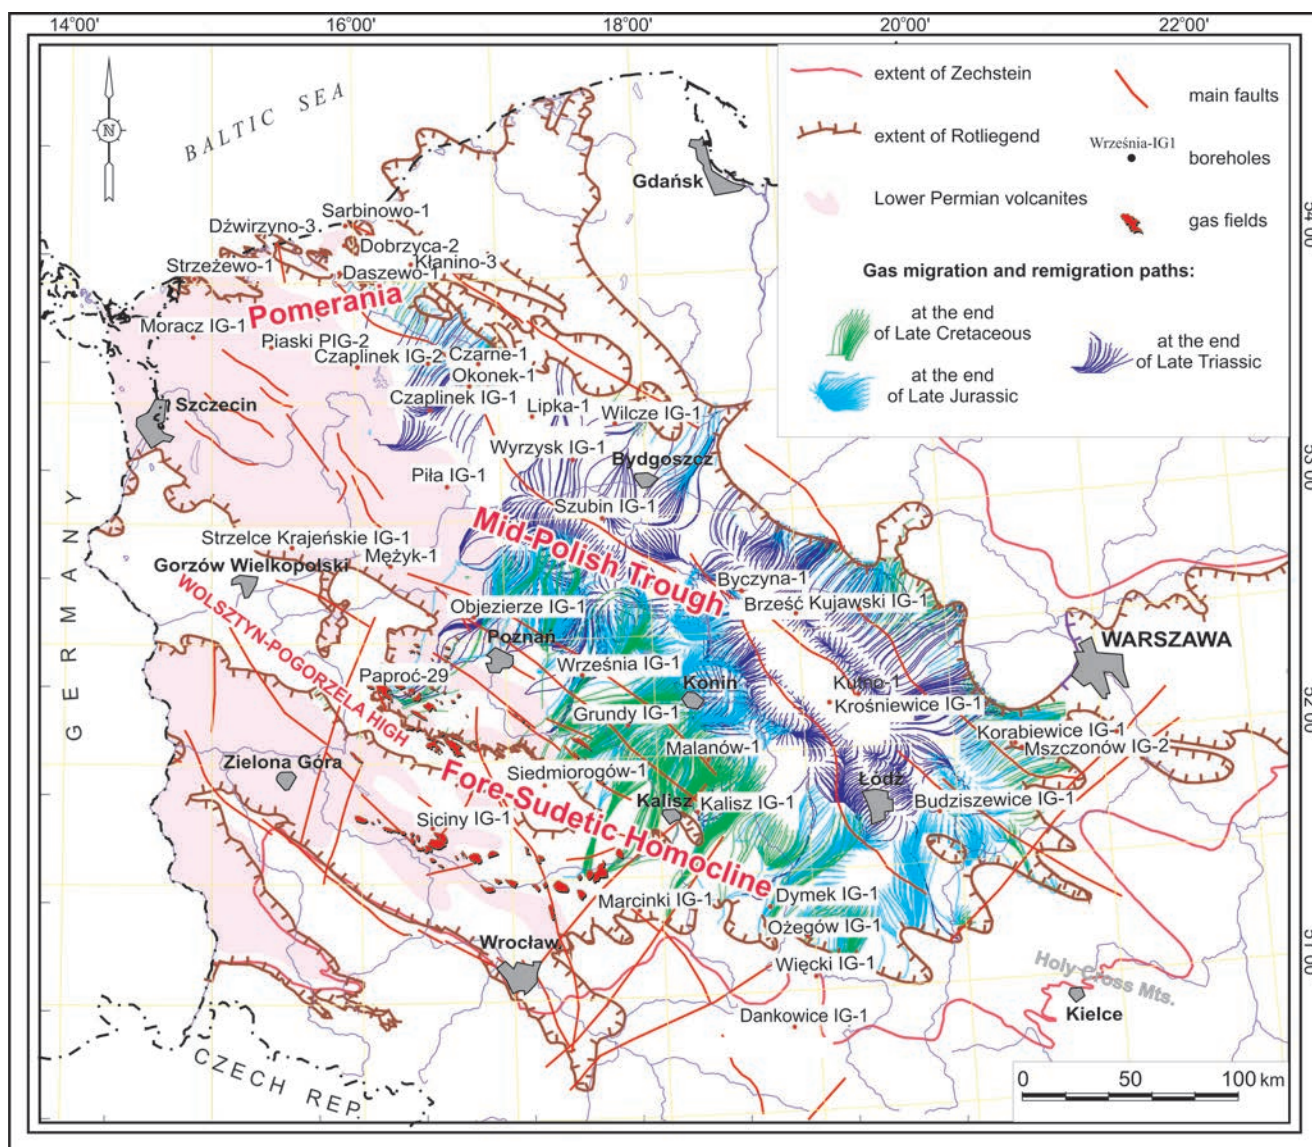 14°00'
16°00'
18°00'
20°00'
22°00'
54°00'
53°00'
52°00'
51°00'
BALTIC SEA
N
extent of Zechstein
main faults
extent of Rotliegend
Września-IG1
boreholes
Lower Permian volcanites
gas fields
Gas migration and remigration paths:
at the end
of Late Cretaceous
at the end
of Late Triassic
at the end
of Late Jurassic
Gdańsk
Sarbinowo-1
Dźwirzyno-3
Dobrzyca-2
Kłanino-3
Strzeżewo-1
Daszewo-1
Pomerania
Moracz IG-1
Piaski PIG-2
Czaplinek IG-2
Czarne-1
Okonek-1
Czaplinek IG-1
Szczecin
Lipka-1
Wilcze IG-1
Wyrzysk IG-1
Bydgoszcz
Piła IG-1
Szubin IG-1
Mid-Polish Trough
GERMANY
Strzelce Krajeńskie IG-1
Mężyk-1
Gorzów Wielkopolski
WOLSZTYN-POGORZELA HIGH
Byczyna-1
Brześć Kujawski IG-1
Objezierze IG-1
Poznań
WARSZAWA
Września IG-1
Paproć-29
Konin
Kutno-1
Krośniewice IG-1
Grundy IG-1
Korabiewice IG-1
Mszczonów IG-2
Malanów-1
Zielona Góra
Siedmiorogów-1
Fore-Sudetic-Homocline
Łódź
Kalisz
Kalisz IG-1
Budziszewice IG-1
Siciny IG-1
Marcinki IG-1
Dymek IG-1
Ożegów IG-1
Wrocław
Więcki IG-1
Holy Cross Mts.
Kielce
Dankowice IG-1
CZECH REP.
0 50 100 km